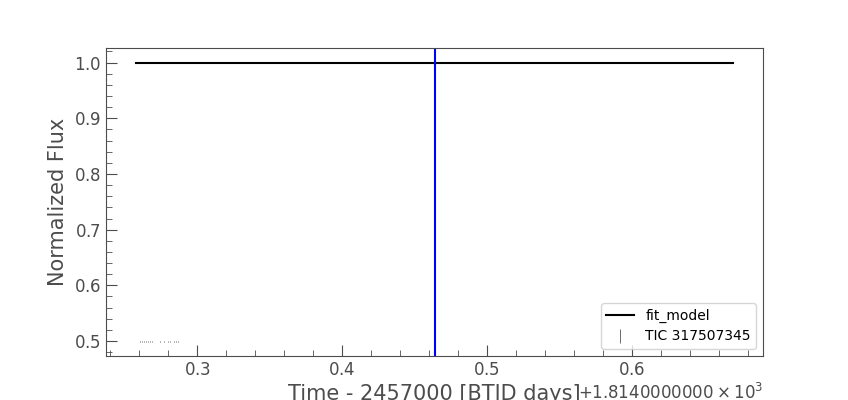 1.0
0.9
0.8
0.7
0.6
0.5
Normalized Flux
fit_model
TIC 317507345
0.3 0.4 0.5 0.6
Time - 2457000 [BTJD days]
+1.8140000000 × 10³